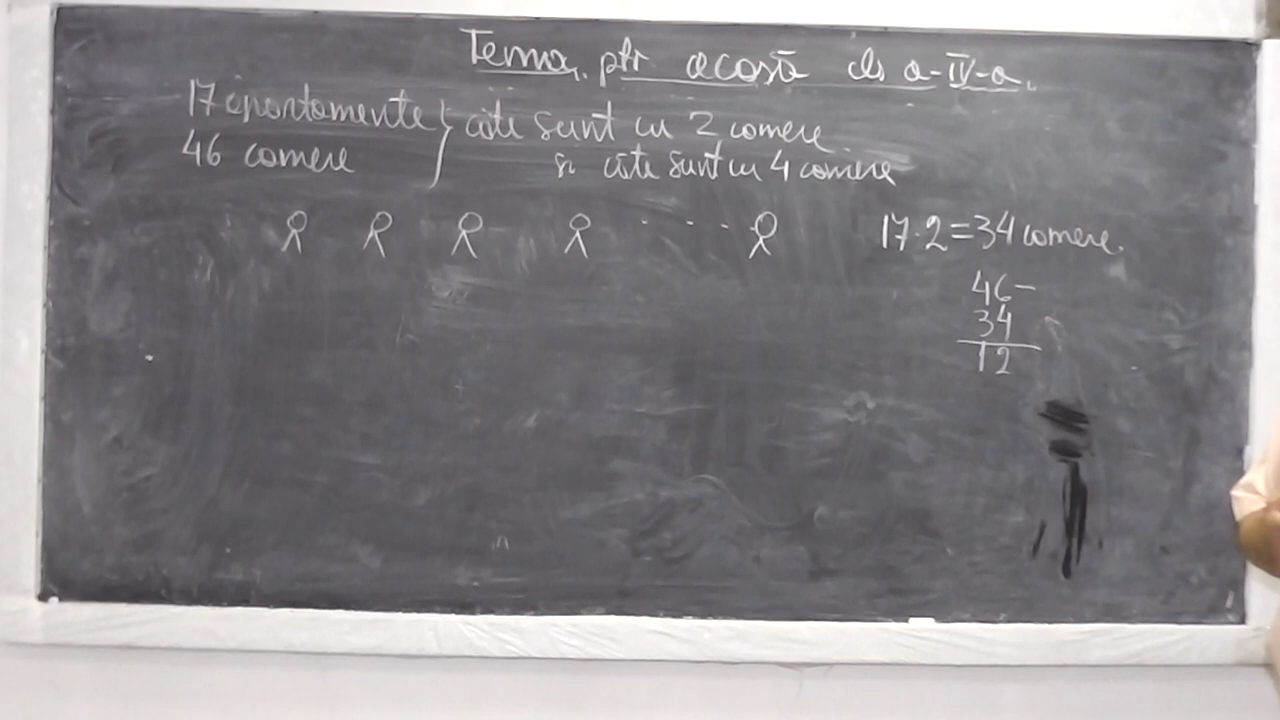 Tema ptr acasă cls a-IV-a.
17 apartamente } câte sunt cu 2 camere
46 camere și câte sunt cu 4 camere
17·2=34 camere.
46-
34
12